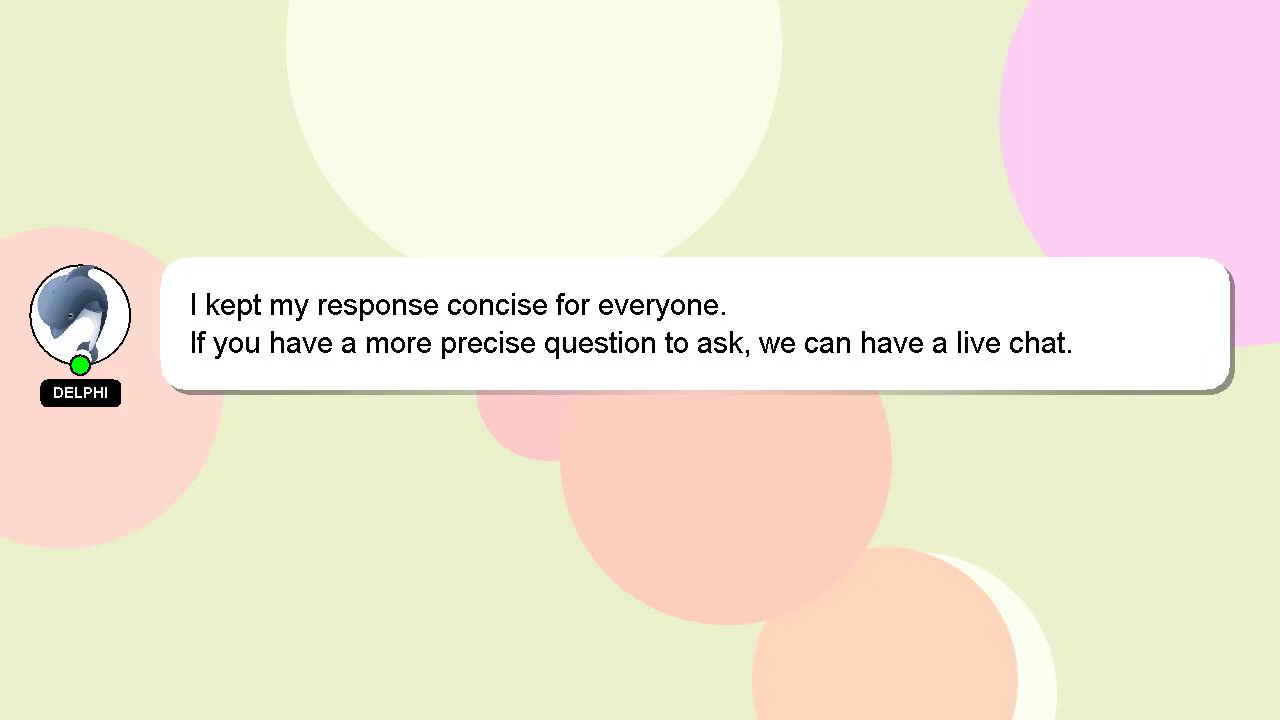 I kept my response concise for everyone.
If you have a more precise question to ask, we can have a live chat.
DELPHI